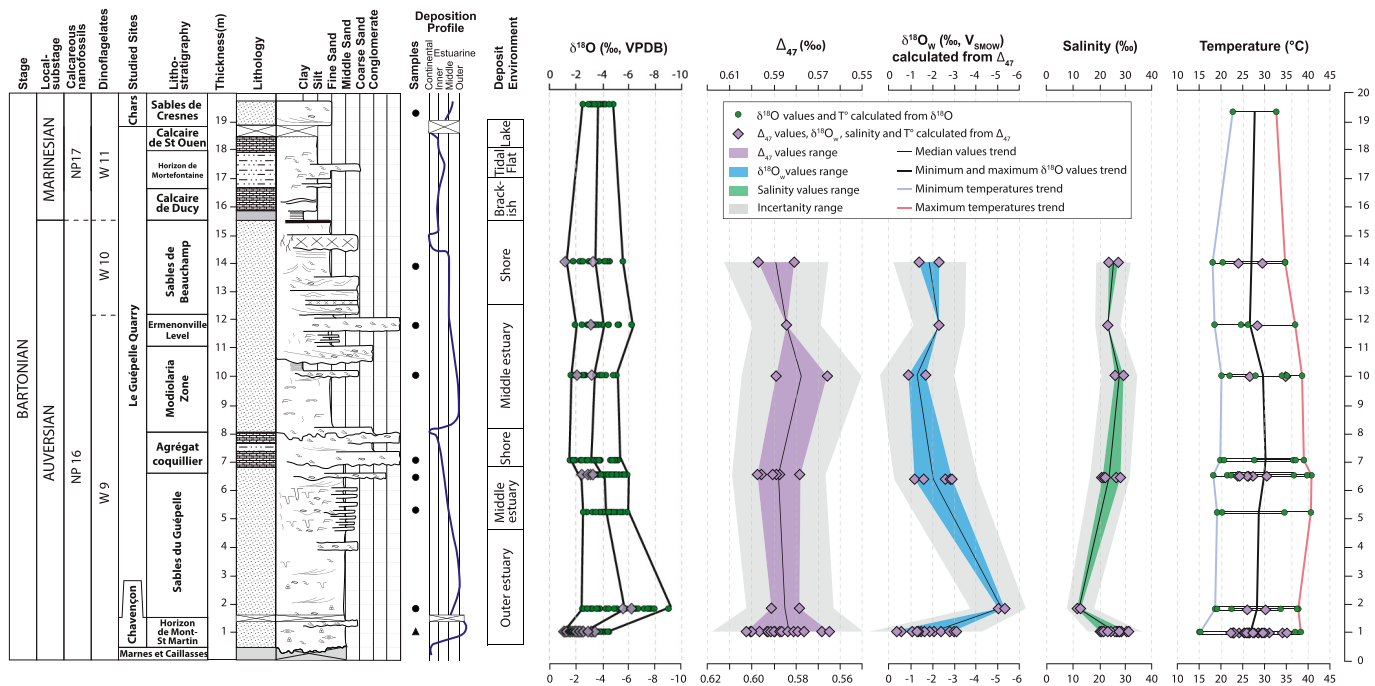 Stage
Local-
substage
Calcareous
nannofossils
Dinoflagelates
Studied Sites
Litho-
stratigraphy
Thickness(m)
Lithology
Clay
Silt
Fine Sand
Middle Sand
Coarse Sand
Conglomerate
Samples
Deposition
Profile
Continental
Estuarine
Inner
Middle
Outer
Deposit
Environment
δ18O (‰, VPDB)
0 -2 -4 -6 -8 -10
Δ47 (‰)
0.61 0.59 0.57 0.55
δ18OW (‰, VSMOW)
calculated from Δ47
0 -1 -2 -3 -4 -5 -6
Salinity (‰)
0 10 20 30 40
Temperature (°C)
10 15 20 25 30 35 40 45
BARTONIAN
MARINESIAN
AUVERSIAN
NP17
NP 16
W 11
W 10
W 9
Chars
Le Guépelle Quarry
Chavençon
Sables de
Cresnes
Calcaire
de St Ouen
Horizon de
Mortefontaine
Calcaire
de Ducy
Sables de
Beauchamp
Ermenonville
Level
Modiolaria
Zone
Agrégat
coquillier
Sables du Guépelle
Horizon
de Mont-
St Martin
Marnes et Caillasses
19
18
17
16
15
14
13
12
11
10
9
8
7
6
5
4
3
2
1
Lake
Tidal
Flat
Brack-
ish
Shore
Middle estuary
Shore
Middle
estuary
Outer estuary
δ18O values and T° calculated from δ18O
Δ47 values, δ18Ow, salinity and T° calculated from Δ47
Δ47 values range
δ18Ow values range
Salinity values range
Incertanity range
Median values trend
Minimum and maximum δ18O values trend
Minimum temperatures trend
Maximum temperatures trend
20
19
18
17
16
15
14
13
12
11
10
9
8
7
6
5
4
3
2
1
0
-0 -2 -4 -6 -8 -10
0.62 0.60 0.58 0.56
0 -1 -2 -3 -4 -5 -6
0 10 20 30 40
10 15 20 25 30 35 40 45